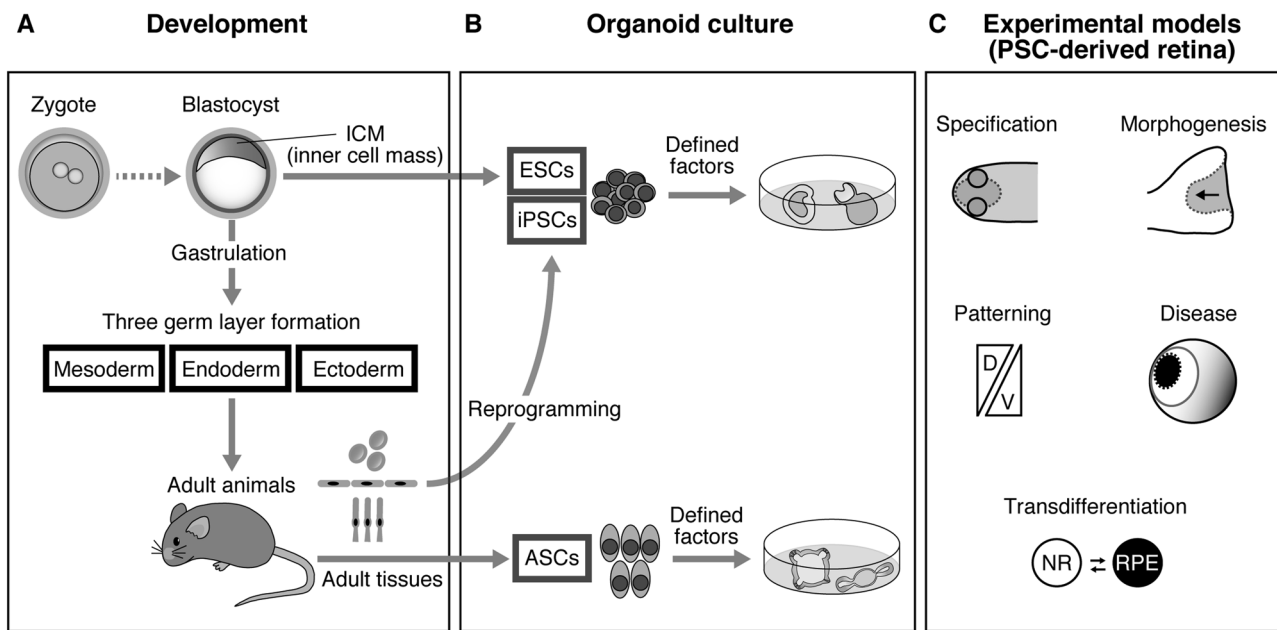 A Development
Zygote
Blastocyst
ICM
(inner cell mass)
Gastrulation
Three germ layer formation
Mesoderm Endoderm Ectoderm
Adult animals
Adult tissues
B Organoid culture
ESCs
iPSCs
Defined
factors
Reprogramming
ASCs
Defined
factors
C Experimental models
(PSC-derived retina)
Specification
Morphogenesis
Patterning
D
V
Disease
Transdifferentiation
NR RPE